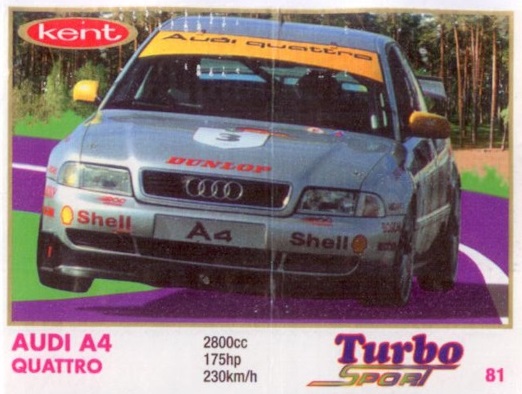 kent
Audi quattro
3
DUNLOP
Shell
A4
Shell
AUDI A4
QUATTRO
2800cc
175hp
230km/h
Turbo
SPORT
81